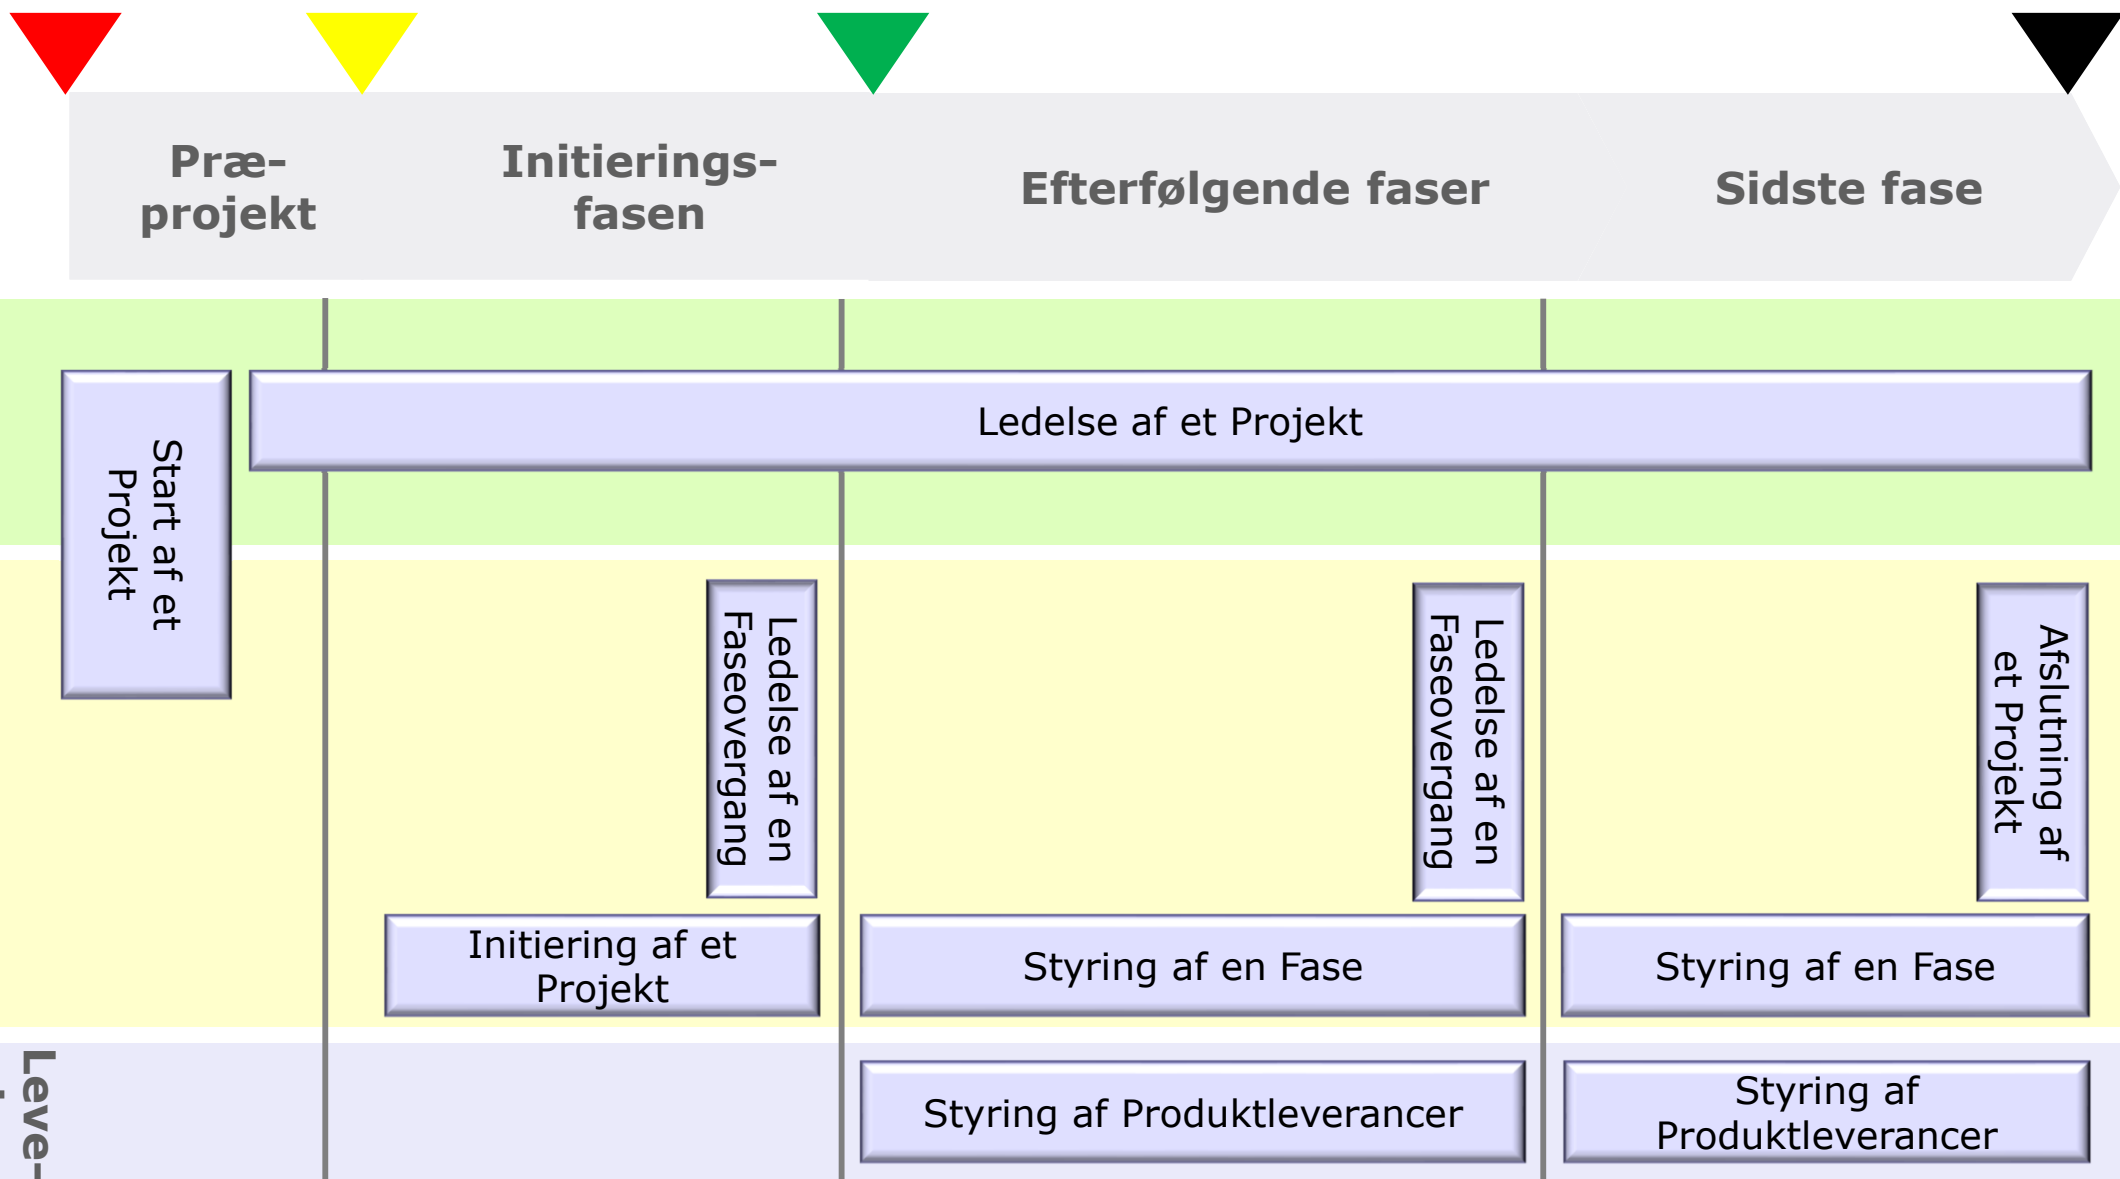 Præ-
projekt
Initierings-
fasen
Efterfølgende faser
Sidste fase
Start af et
Projekt
Ledelse af et Projekt
Ledelse af en
Faseovergang
Ledelse af en
Faseovergang
Afslutning af
et Projekt
Initiering af et
Projekt
Styring af en Fase
Styring af en Fase
Leve-
Styring af Produktleverancer
Styring af
Produktleverancer